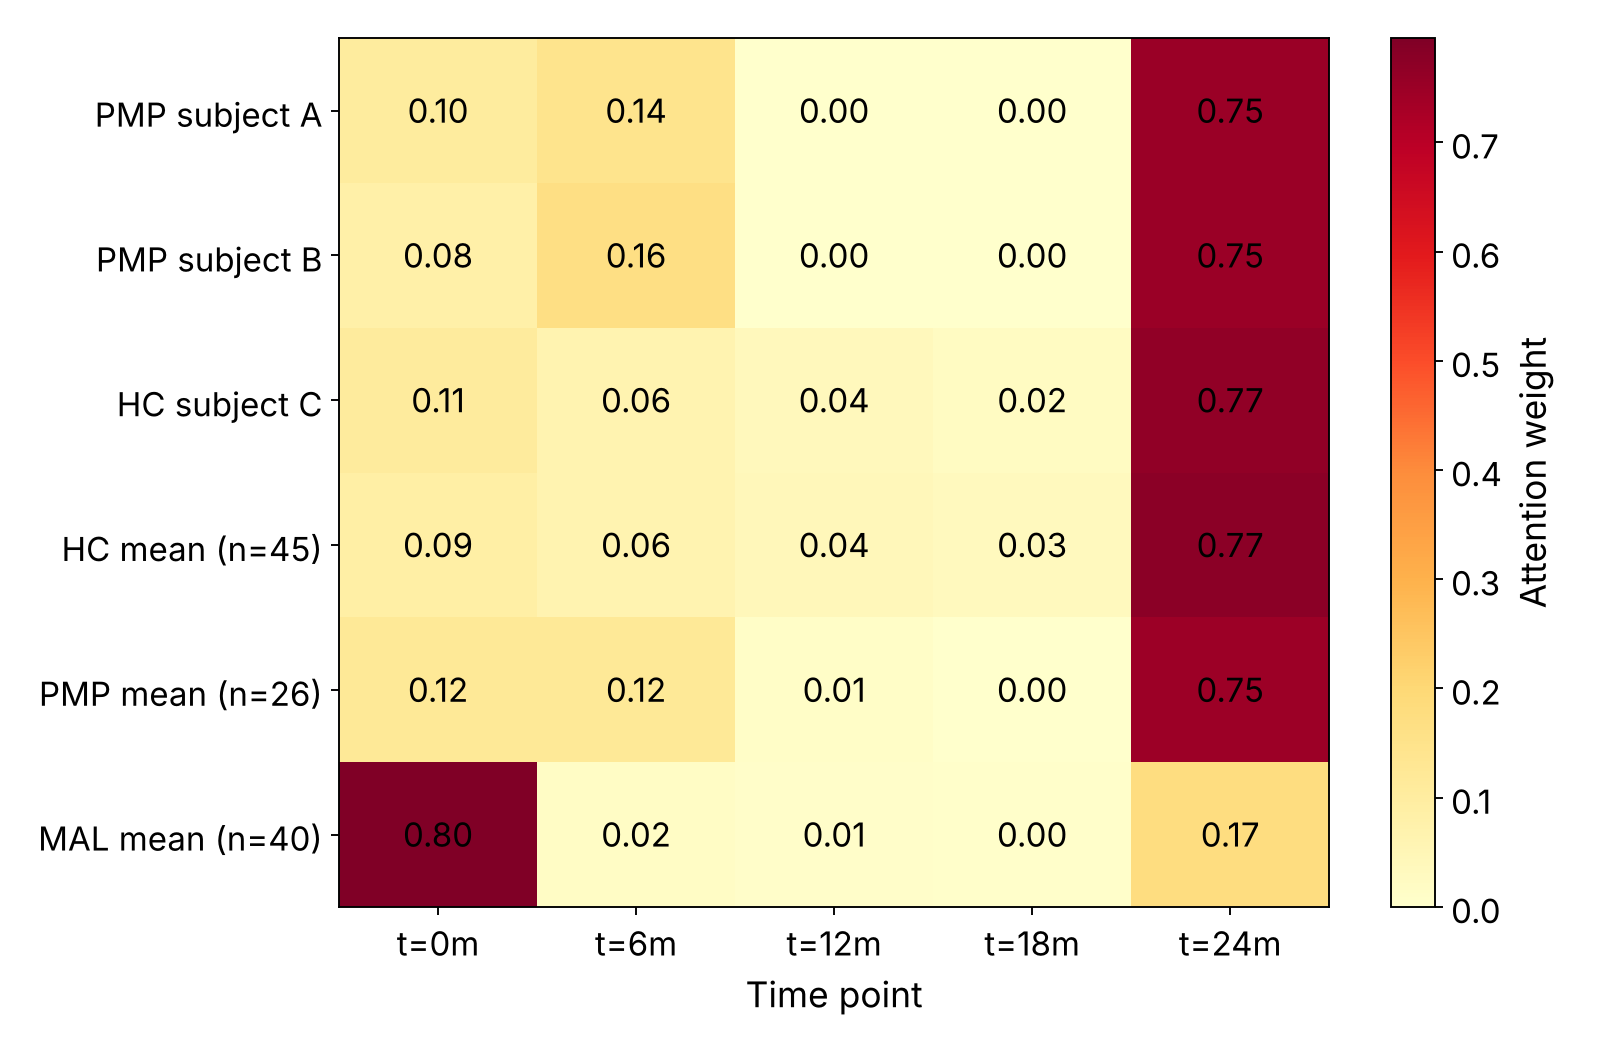 PMP subject A 0.10 0.14 0.00 0.00 0.75
PMP subject B 0.08 0.16 0.00 0.00 0.75
HC subject C 0.11 0.06 0.04 0.02 0.77
HC mean (n=45) 0.09 0.06 0.04 0.03 0.77
PMP mean (n=26) 0.12 0.12 0.01 0.00 0.75
MAL mean (n=40) 0.80 0.02 0.01 0.00 0.17
t=0m t=6m t=12m t=18m t=24m
Time point
0.7
0.6
0.5
0.4
0.3
0.2
0.1
0.0
Attention weight